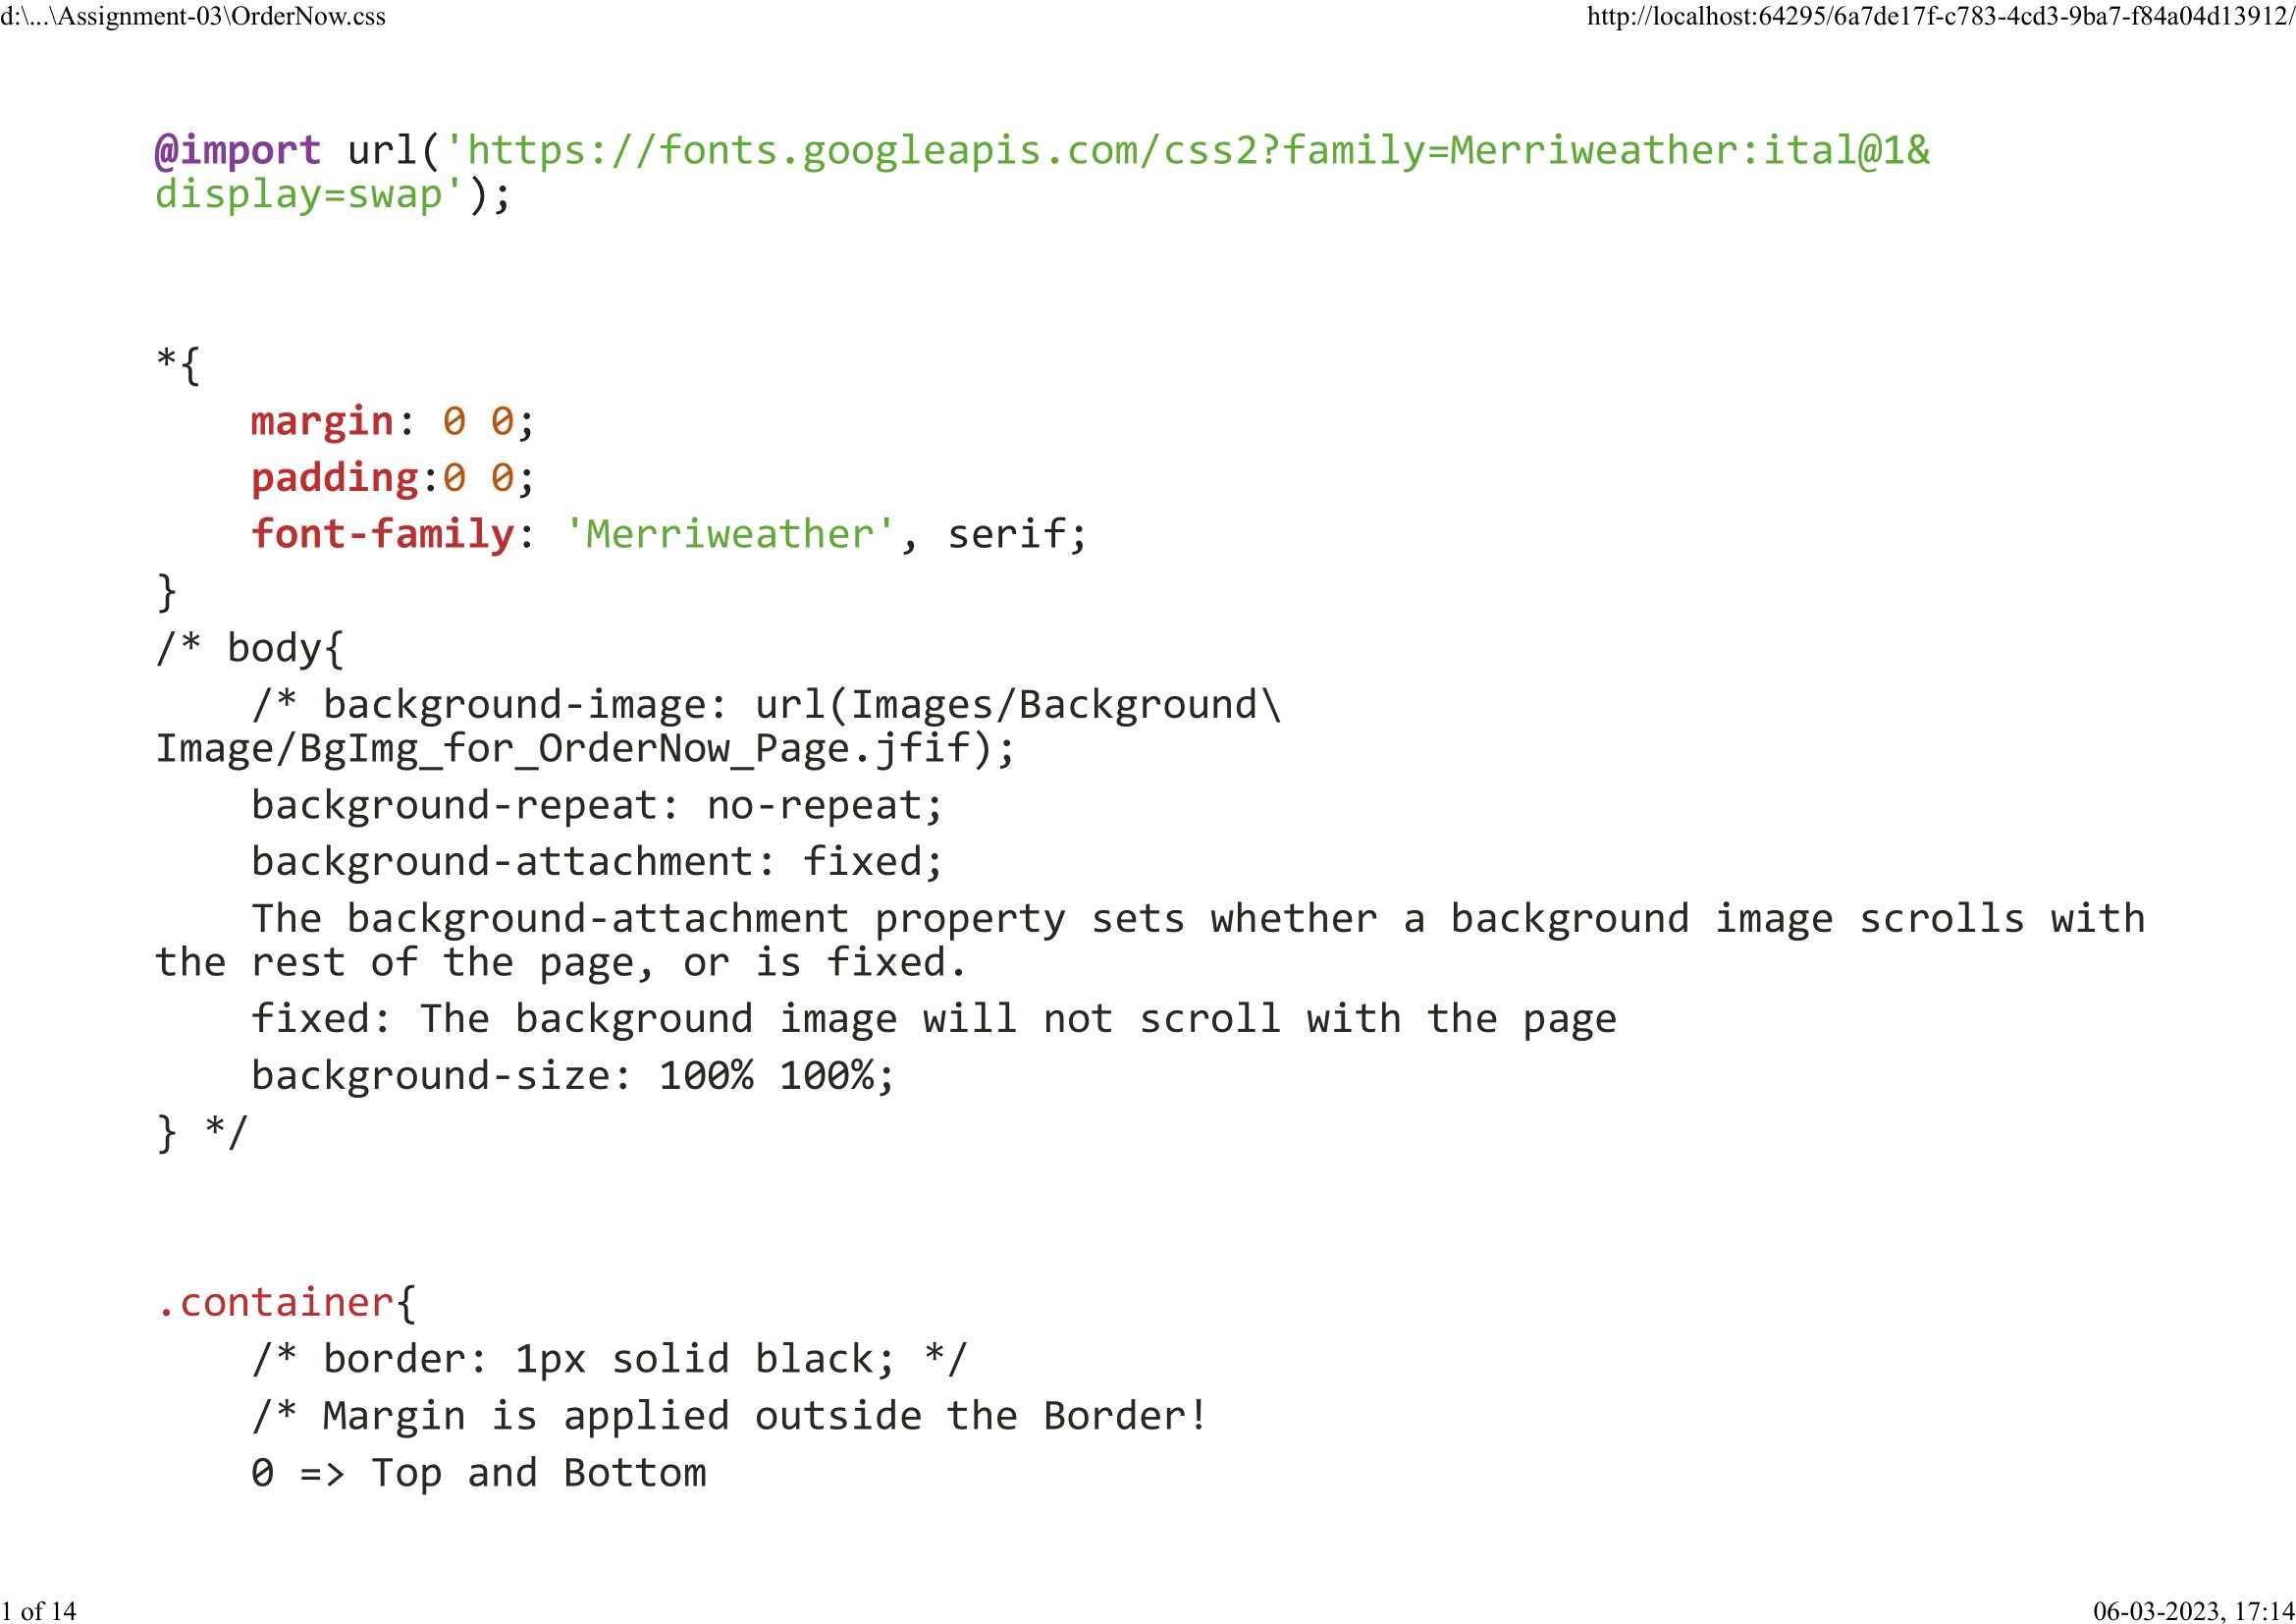 d:\...\Assignment-03\OrderNow.css http://localhost:64295/6a7de17f-c783-4cd3-9ba7-f84a04d13912/
@import url('https://fonts.googleapis.com/css2?family=Merriweather:ital@1&
display=swap');
*{
    margin: 0 0;
    padding:0 0;
    font-family: 'Merriweather', serif;
}
/* body{
    /* background-image: url(Images/Background\
Image/BgImg_for_OrderNow_Page.jfif);
    background-repeat: no-repeat;
    background-attachment: fixed;
    The background-attachment property sets whether a background image scrolls with
the rest of the page, or is fixed.
    fixed: The background image will not scroll with the page
    background-size: 100% 100%;
} */
.container{
    /* border: 1px solid black; */
    /* Margin is applied outside the Border!
    0 => Top and Bottom
1 of 14 06-03-2023, 17:14